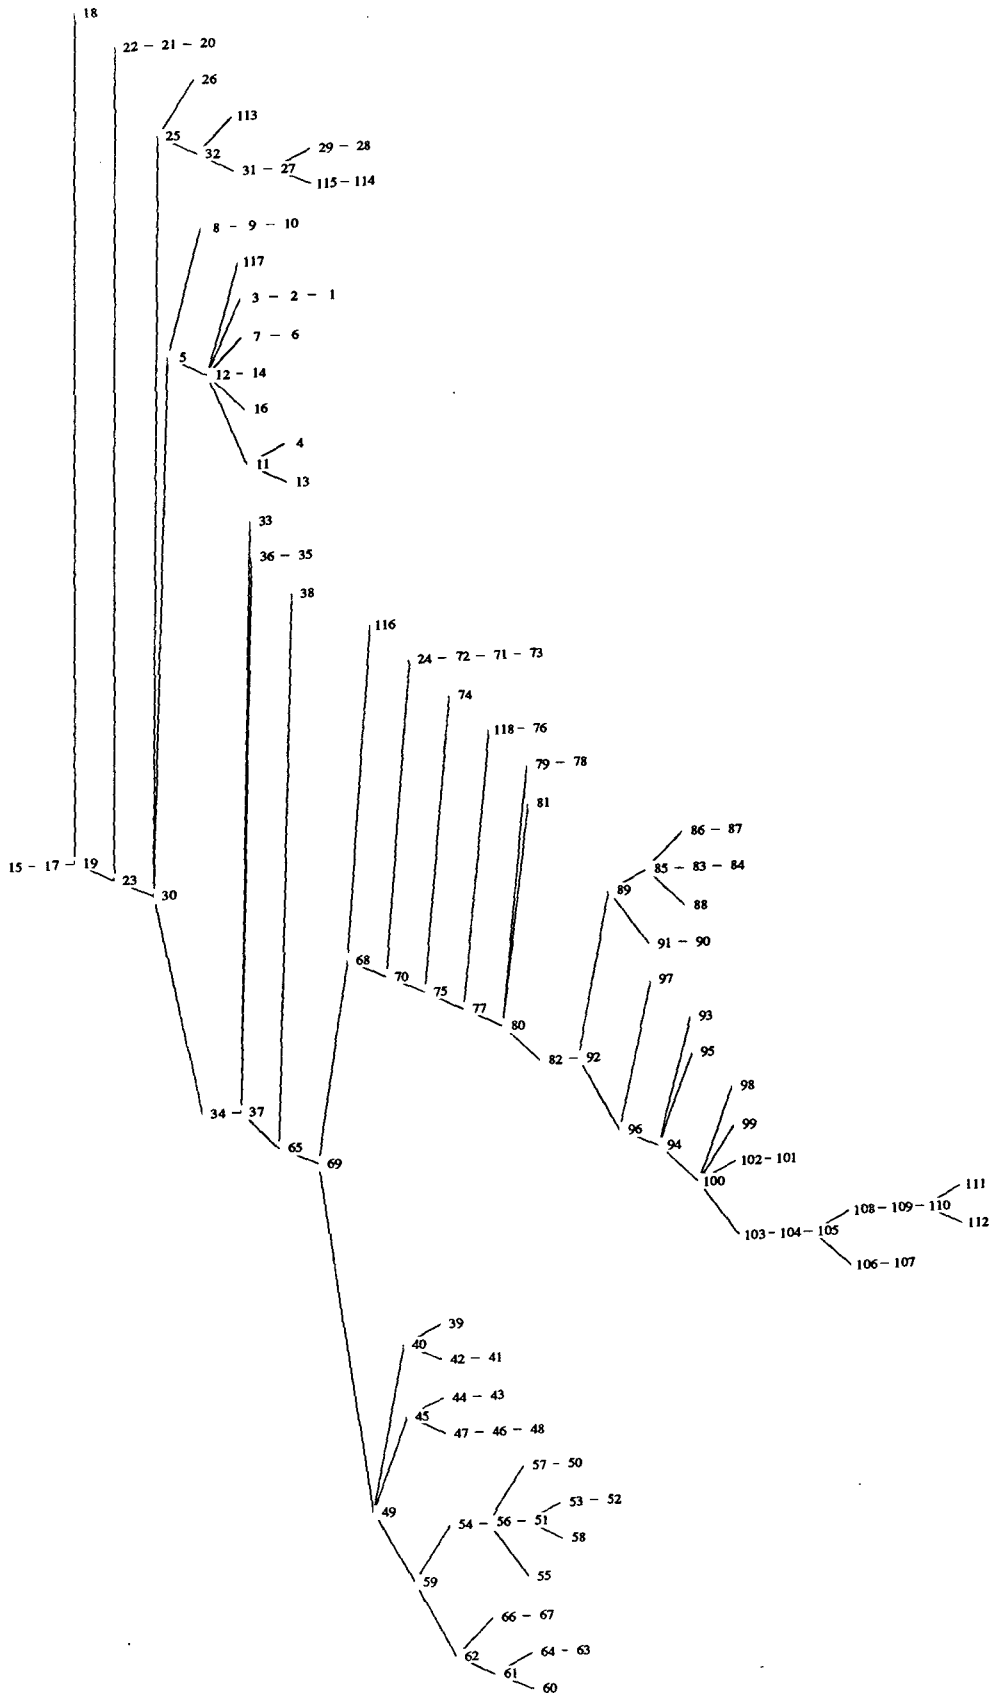 18
22 – 21 – 20
26
113
25
29 – 28
32
31 – 27
115 – 114
8 – 9 – 10
117
3 – 2 – 1
7 – 6
5
12 – 14
16
4
11
13
33
36 – 35
38
116
24 – 72 – 71 – 73
74
118 – 76
79 – 78
81
86 – 87
15 – 17 – 19
85 – 83 – 84
23
89
30
88
91 – 90
68
70
97
75
77
93
80
95
82 – 92
98
34 – 37
99
96
94
65
102 – 101
69
100
111
108 – 109 – 110
112
103 – 104 – 105
106 – 107
39
40
42 – 41
44 – 43
45
47 – 46 – 48
57 – 50
53 – 52
49
54 – 56 – 51
58
55
59
66 – 67
64 – 63
62
61
60